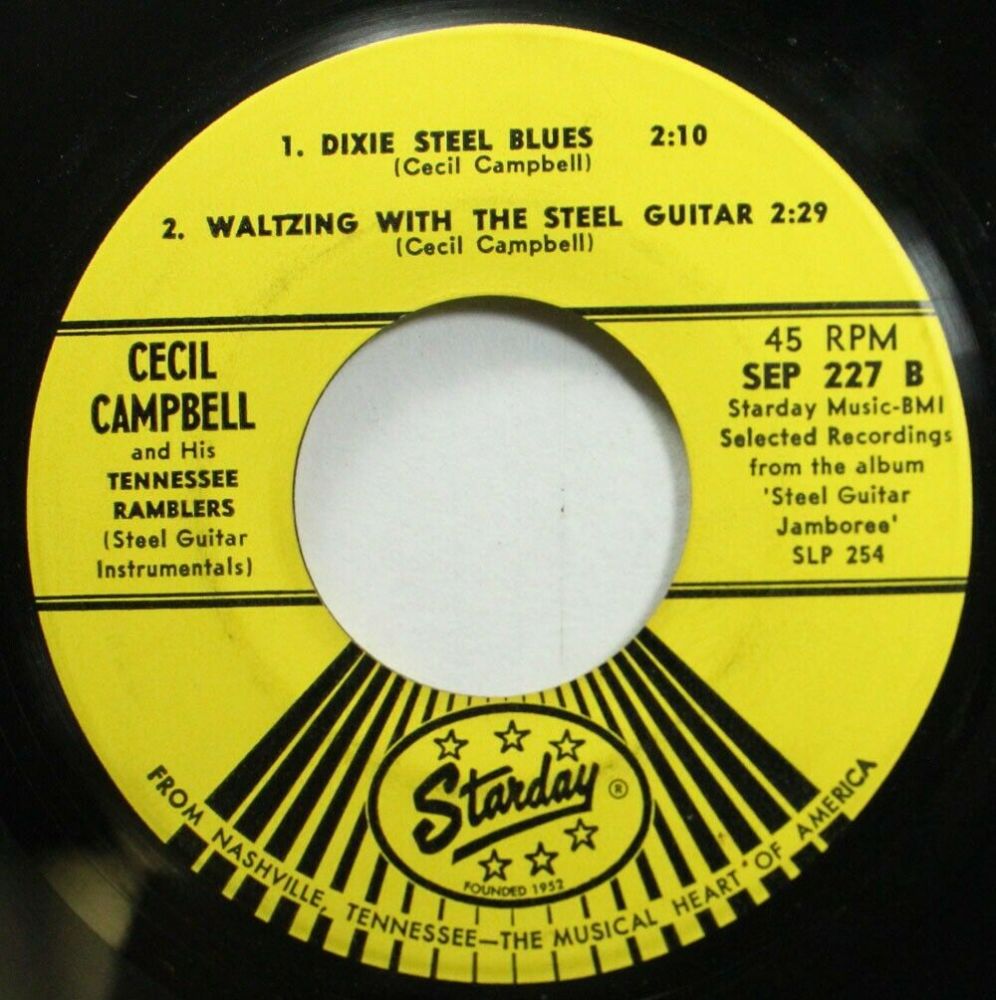 1. DIXIE STEEL BLUES 2:10
(Cecil Campbell)
2. WALTZING WITH THE STEEL GUITAR 2:29
(Cecil Campbell)
CECIL
CAMPBELL
and His
TENNESSEE
RAMBLERS
(Steel Guitar
Instrumentals)
45 RPM
SEP 227 B
Starday Music-BMI
Selected Recordings
from the album
'Steel Guitar
Jamboree'
SLP 254
Starday ®
FOUNDED 1952
FROM NASHVILLE, TENNESSEE—THE MUSICAL HEART OF AMERICA